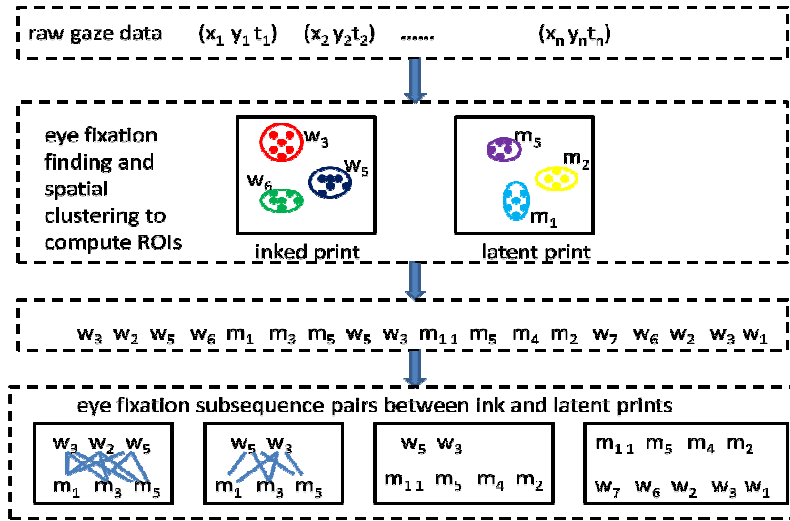 raw gaze data (x₁ y₁ t₁) (x₂ y₂ t₂) ...... (xₙ yₙ tₙ)
eye fixation
finding and
spatial
clustering to
compute ROIs
w₃
w₅
w₆
inked print
m₅
m₂
m₁
latent print
w₃ w₂ w₅ w₆ m₁ m₃ m₅ w₅ w₃ m₁₁ m₅ m₄ m₂ w₇ w₆ w₂ w₃ w₁
eye fixation subsequence pairs between ink and latent prints
w₃ w₂ w₅
m₁ m₃ m₅
w₅ w₃
m₁ m₃ m₅
w₅ w₃
m₁₁ m₅ m₄ m₂
m₁₁ m₅ m₄ m₂
w₇ w₆ w₂ w₃ w₁